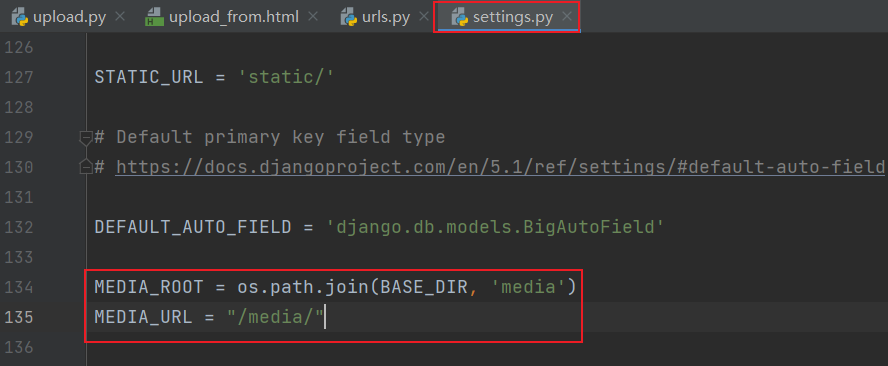 upload.py upload_from.html urls.py settings.py
126
127 STATIC_URL = 'static/'
128
129 # Default primary key field type
130 # https://docs.djangoproject.com/en/5.1/ref/settings/#default-auto-field
131
132 DEFAULT_AUTO_FIELD = 'django.db.models.BigAutoField'
133
134 MEDIA_ROOT = os.path.join(BASE_DIR, 'media')
135 MEDIA_URL = "/media/"
136